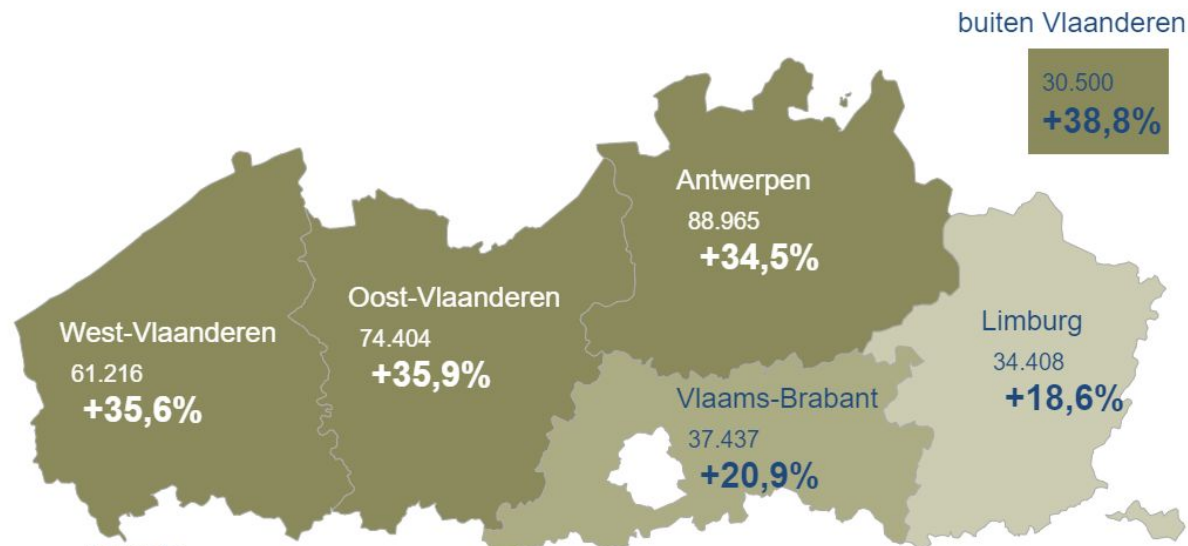 buiten Vlaanderen
30.500
+38,8%
Antwerpen
88.965
+34,5%
Oost-Vlaanderen
74.404
+35,9%
West-Vlaanderen
61.216
+35,6%
Limburg
34.408
+18,6%
Vlaams-Brabant
37.437
+20,9%